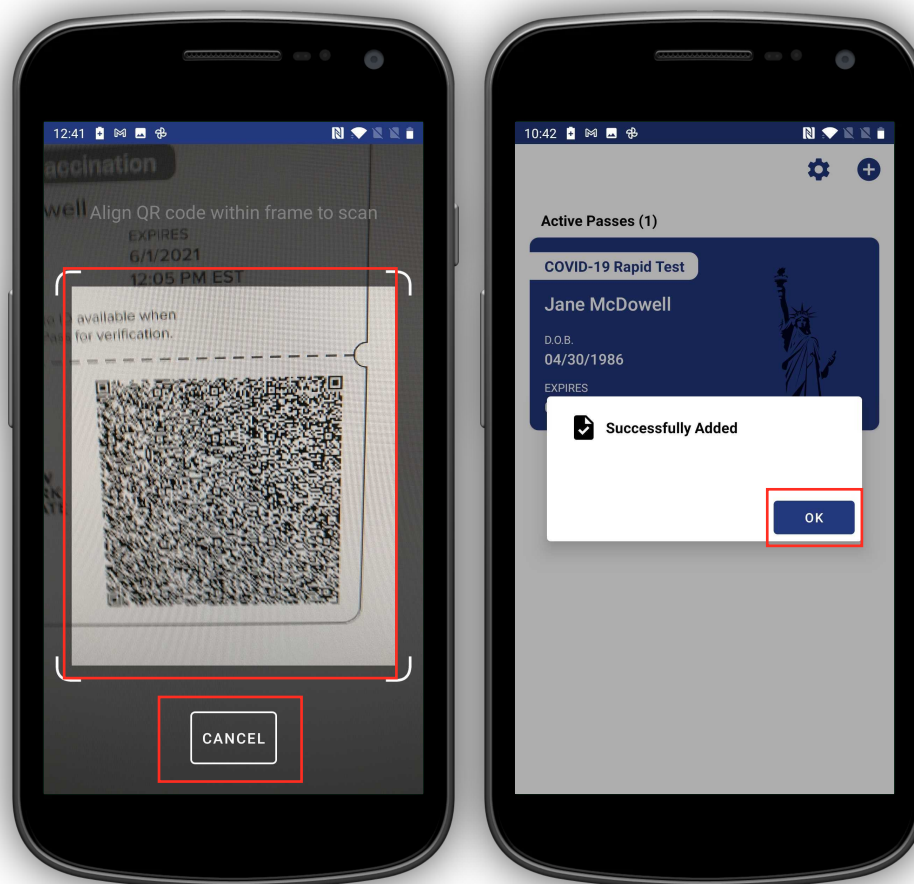 12:41
accination
well
Align QR code within frame to scan
EXPIRES
6/1/2021
12:05 PM EST
available when
for verification.
CANCEL
10:42
Active Passes (1)
COVID-19 Rapid Test
Jane McDowell
D.O.B.
04/30/1986
EXPIRES
Successfully Added
OK